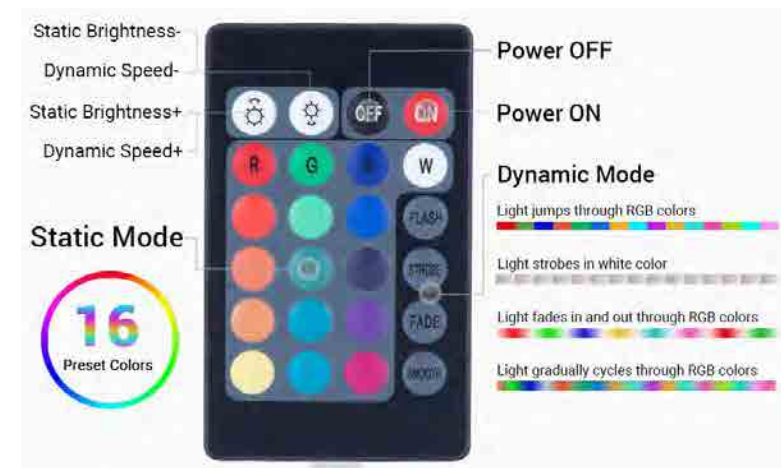 Static Brightness-
Dynamic Speed-
Static Brightness+
Dynamic Speed+
Static Mode
16
Preset Colors
OFF ON
R G B W
FLASH
STROBE
FADE
SMOOTH
Power OFF
Power ON
Dynamic Mode
Light jumps through RGB colors
Light strobes in white color
Light fades in and out through RGB colors
Light gradually cycles through RGB colors